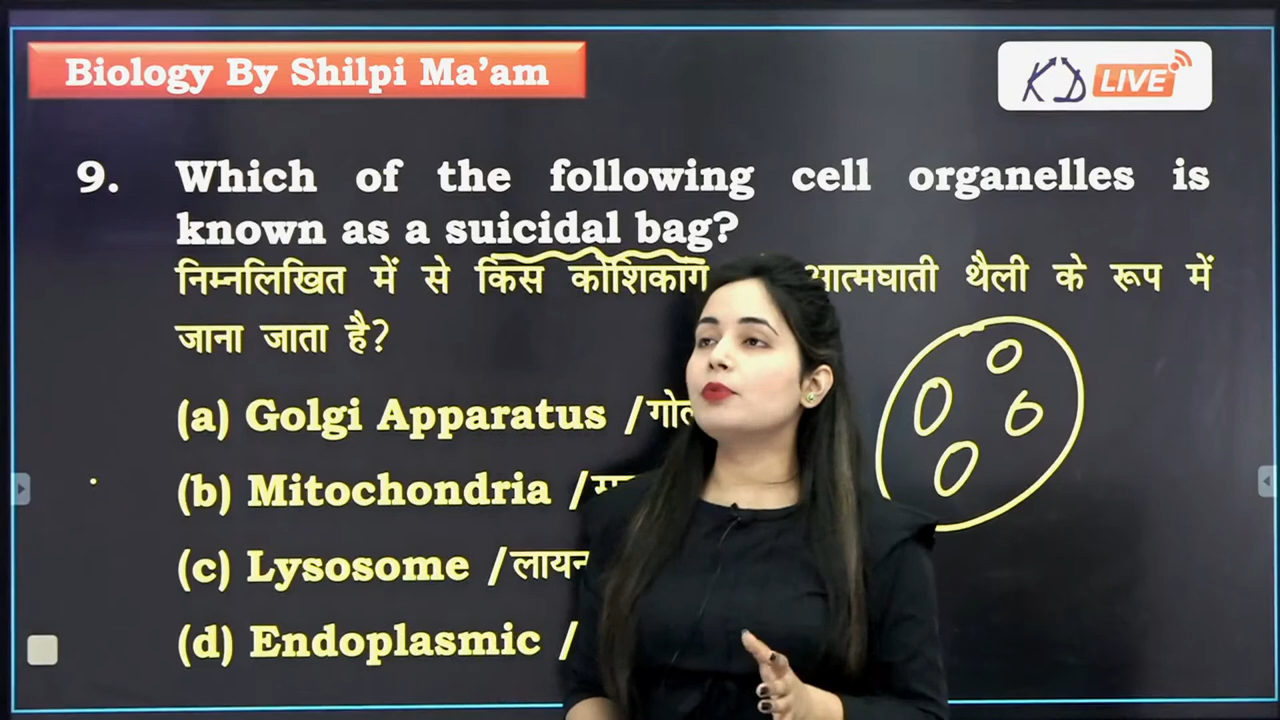 Biology By Shilpi Ma’am
KD LIVE
9. Which of the following cell organelles is
known as a suicidal bag?
निम्नलिखित में से किस आत्मघाती थैली के रूप में
जाना जाता है?
(a) Golgi Apparatus /
(b) Mitochondria /
(c) Lysosome /
(d) Endoplasmic /